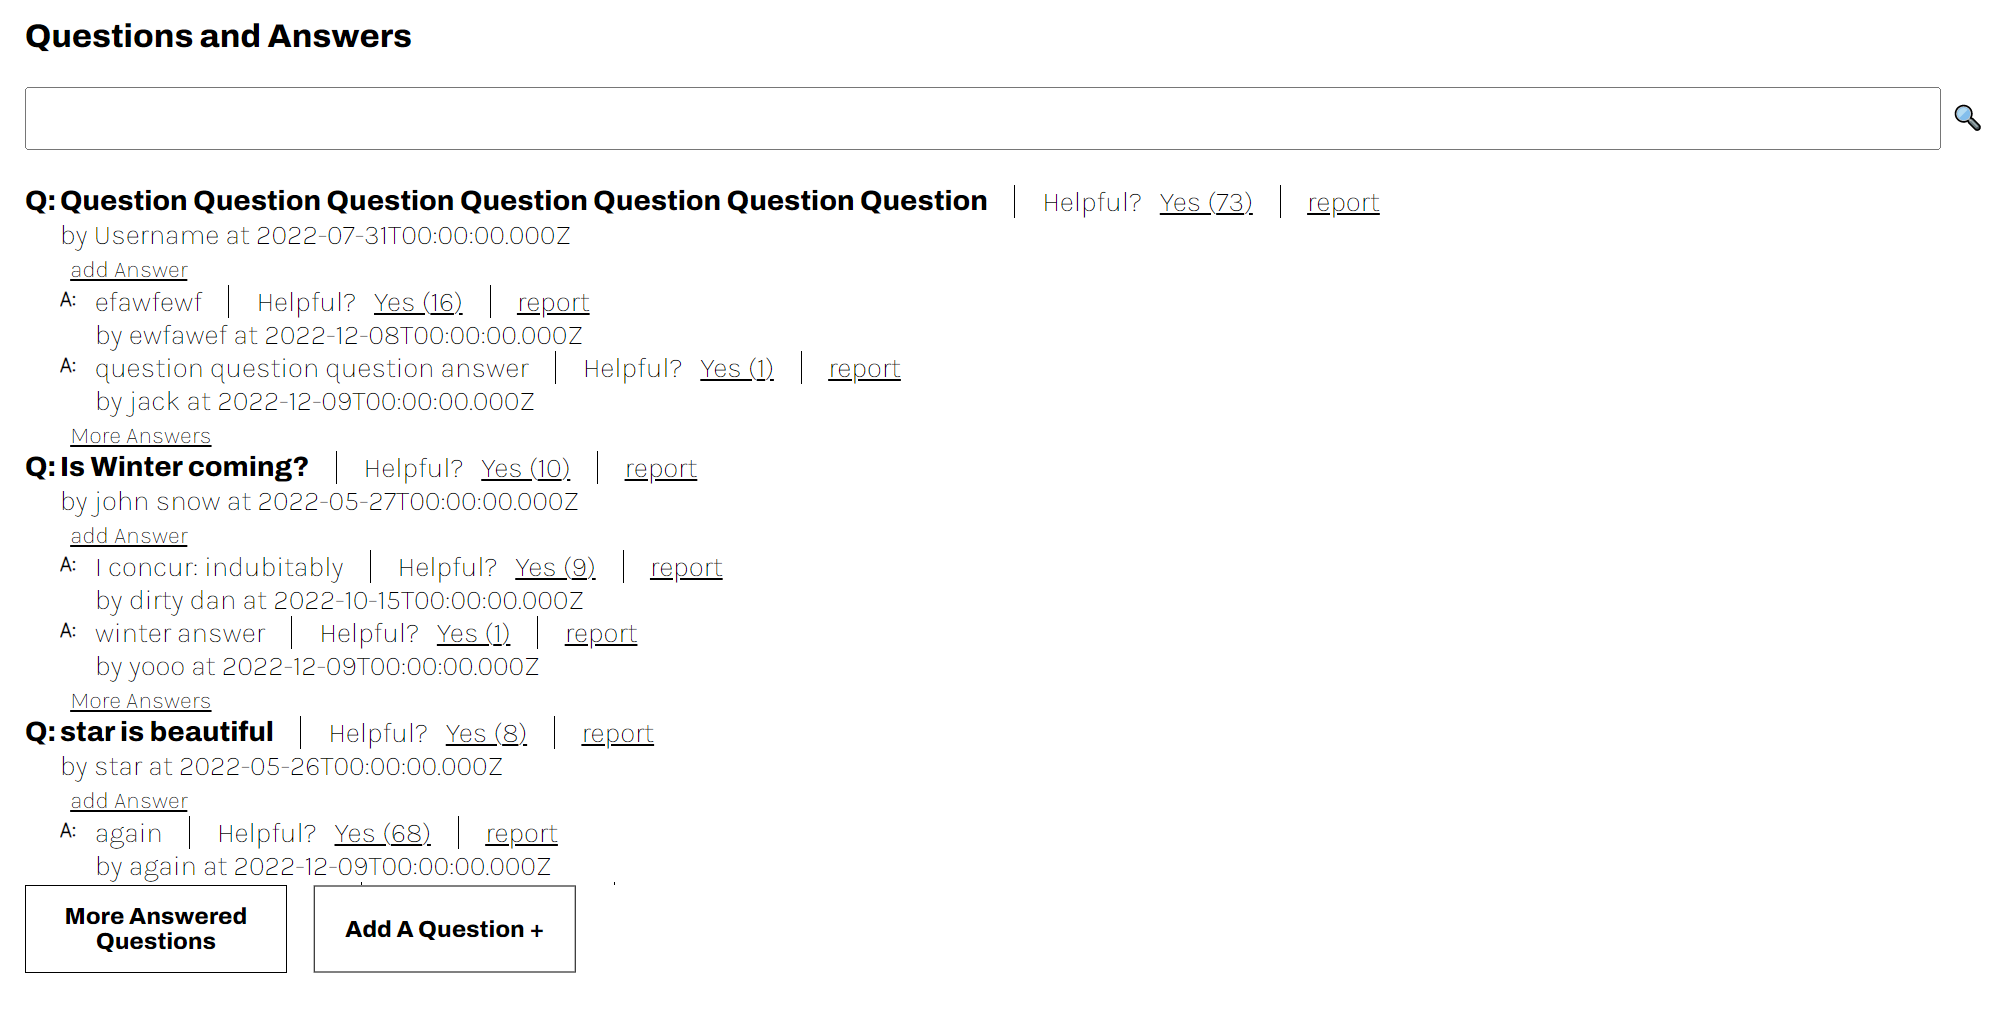 Questions and Answers
Q: Question Question Question Question Question Question Question Helpful? Yes (73) report
by Username at 2022-07-31T00:00:00.000Z
add Answer
A: efawfewf Helpful? Yes (16) report
by ewfawef at 2022-12-08T00:00:00.000Z
A: question question question answer Helpful? Yes (1) report
by jack at 2022-12-09T00:00:00.000Z
More Answers
Q: Is Winter coming? Helpful? Yes (10) report
by john snow at 2022-05-27T00:00:00.000Z
add Answer
A: I concur: indubitably Helpful? Yes (9) report
by dirty dan at 2022-10-15T00:00:00.000Z
A: winter answer Helpful? Yes (1) report
by yooo at 2022-12-09T00:00:00.000Z
More Answers
Q: star is beautiful Helpful? Yes (8) report
by star at 2022-05-26T00:00:00.000Z
add Answer
A: again Helpful? Yes (68) report
by again at 2022-12-09T00:00:00.000Z
More Answered
Questions
Add A Question +